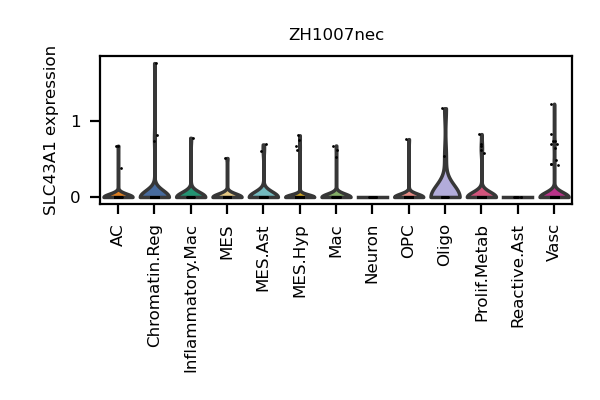 ZH1007nec
SLC43A1 expression
1
0
AC
Chromatin.Reg
Inflammatory.Mac
MES
MES.Ast
MES.Hyp
Mac
Neuron
OPC
Oligo
Prolif.Metab
Reactive.Ast
Vasc